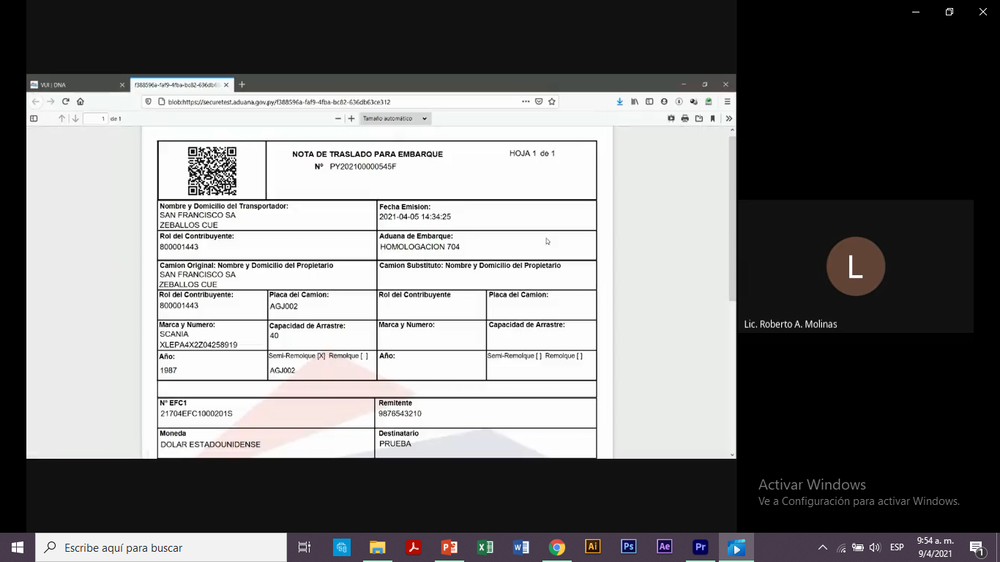 VUI | DNA
f388596a-faf9-4fba-bc82-636db6
blob:https://securetest.aduana.gov.py/f388596a-faf9-4fba-bc82-636db63ce312
1 de 1
Tamaño automático
NOTA DE TRASLADO PARA EMBARQUE
HOJA 1 de 1
Nº PY202100000545F
Nombre y Domicilio del Transportador:
SAN FRANCISCO SA
ZEBALLOS CUE
Fecha Emision:
2021-04-05 14:34:25
Rol del Contribuyente:
800001443
Aduana de Embarque:
HOMOLOGACION 704
Camion Original: Nombre y Domicilio del Propietario
SAN FRANCISCO SA
ZEBALLOS CUE
Camion Substituto: Nombre y Domicilio del Propietario
Rol del Contribuyente:
800001443
Placa del Camion:
AGJ002
Rol del Contribuyente
Placa del Camion:
Marca y Numero:
SCANIA
XLEPA4X2Z04258919
Capacidad de Arrastre:
40
Marca y Numero:
Capacidad de Arrastre:
Año:
1987
Semi-Remolque [X] Remolque [ ]
AGJ002
Año:
Semi-Remolque [ ] Remolque [ ]
Nº EFC1
21704EFC1000201S
Remitente
9876543210
Moneda
DOLAR ESTADOUNIDENSE
Destinatario
PRUEBA
L
Lic. Roberto A. Molinas
Activar Windows
Ve a Configuración para activar Windows.
Escribe aquí para buscar
Ai
Ps
Ae
Pr
ESP
9:54 a. m.
9/4/2021
1